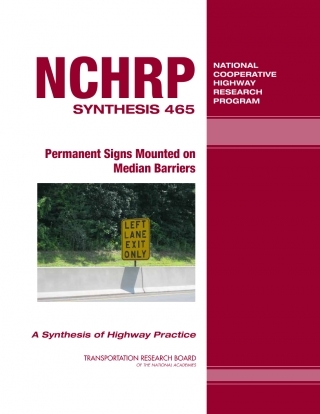 NCHRP
SYNTHESIS 465
NATIONAL
COOPERATIVE
HIGHWAY
RESEARCH
PROGRAM
Permanent Signs Mounted on
Median Barriers
LEFT
LANE
EXIT
ONLY
A Synthesis of Highway Practice
TRANSPORTATION RESEARCH BOARD
OF THE NATIONAL ACADEMIES